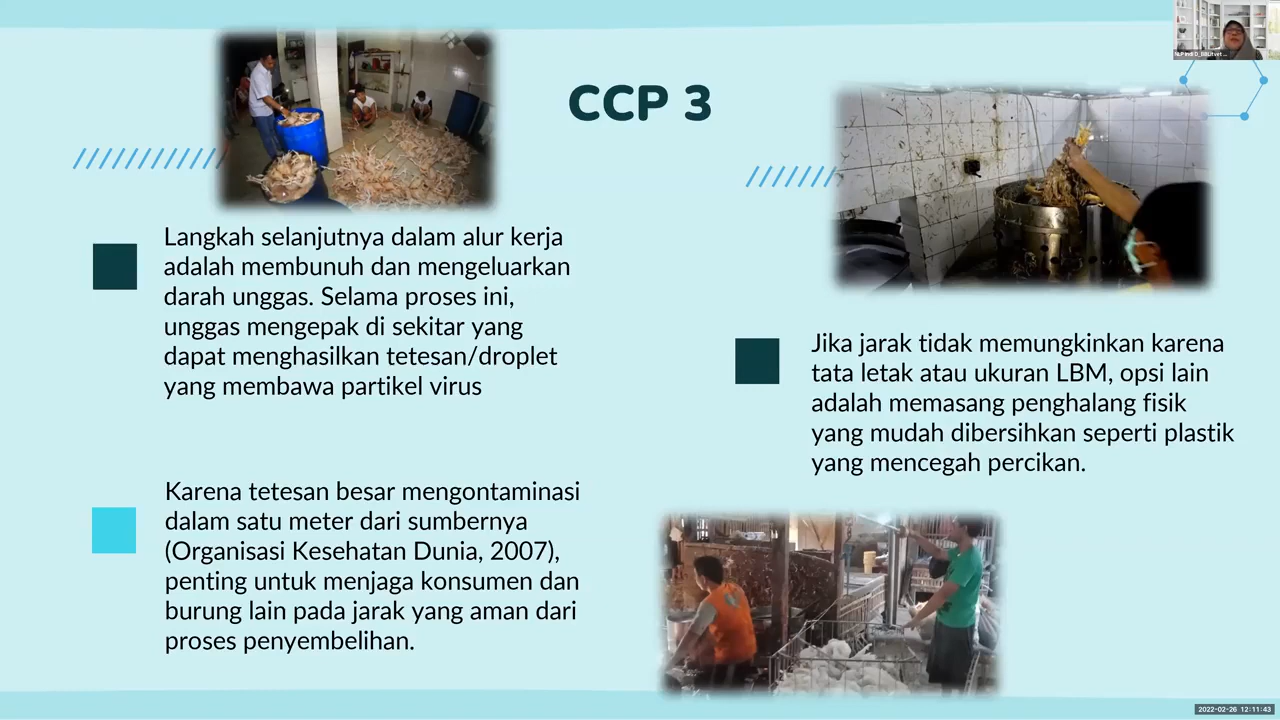 CCP 3
Langkah selanjutnya dalam alur kerja
adalah membunuh dan mengeluarkan
darah unggas. Selama proses ini,
unggas mengepak di sekitar yang
dapat menghasilkan tetesan/droplet
yang membawa partikel virus
Karena tetesan besar mengontaminasi
dalam satu meter dari sumbernya
(Organisasi Kesehatan Dunia, 2007),
penting untuk menjaga konsumen dan
burung lain pada jarak yang aman dari
proses penyembelihan.
Jika jarak tidak memungkinkan karena
tata letak atau ukuran LBM, opsi lain
adalah memasang penghalang fisik
yang mudah dibersihkan seperti plastik
yang mencegah percikan.
2022-02-26 12:11:43